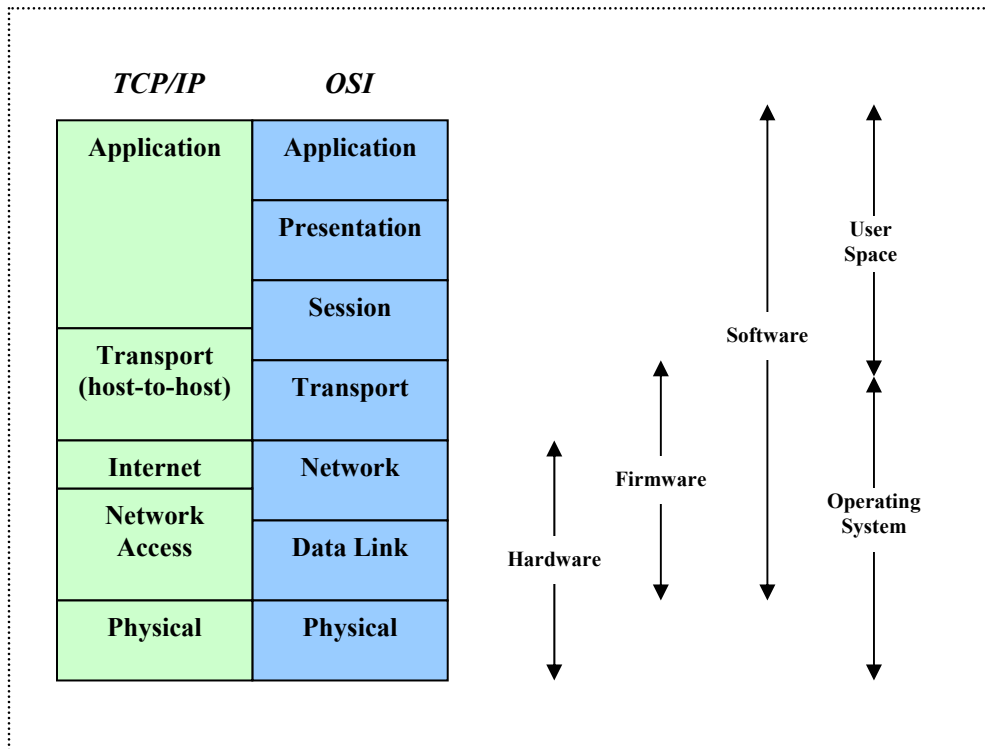 TCP/IP
OSI
Application
Application
Presentation
Session
Transport
(host-to-host)
Transport
Internet
Network
Network
Access
Data Link
Physical
Physical
Hardware
Firmware
Software
User
Space
Operating
System